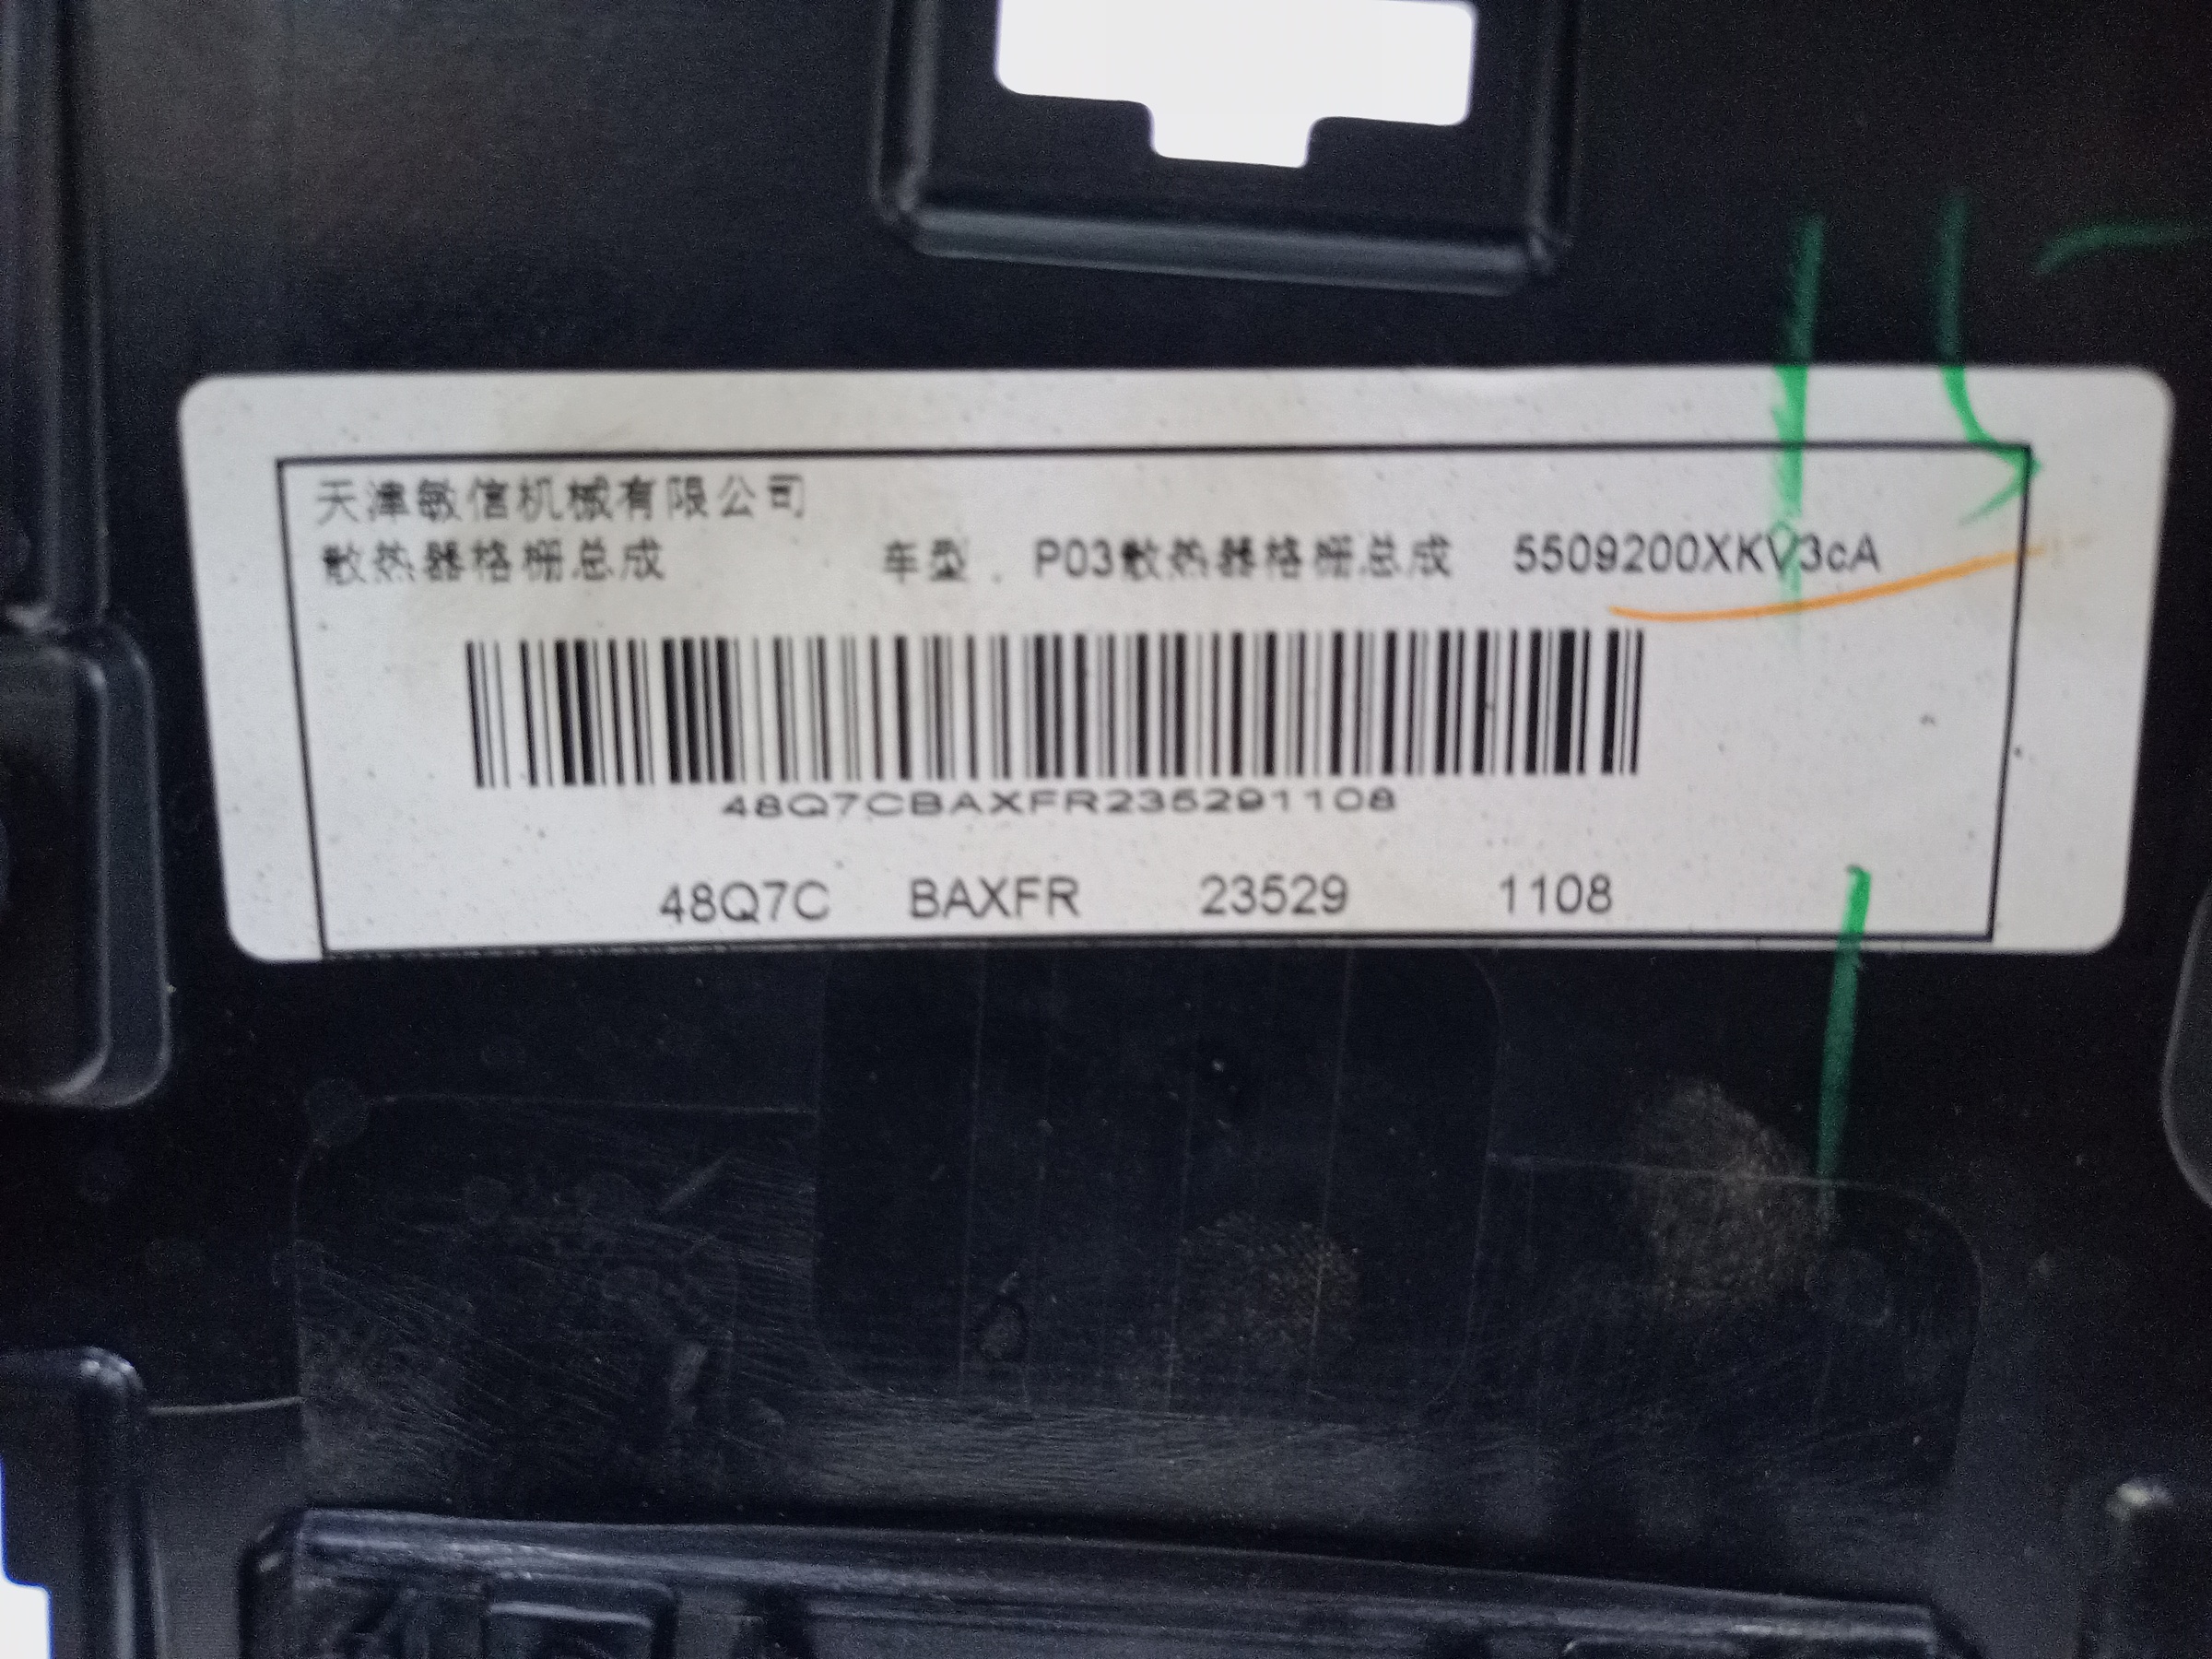 天津敏信机械有限公司
散热器格栅总成 车型． P03散热器格栅总成 5509200XKV3cA
48Q7CBAXFR235291108
48Q7C BAXFR 23529 1108